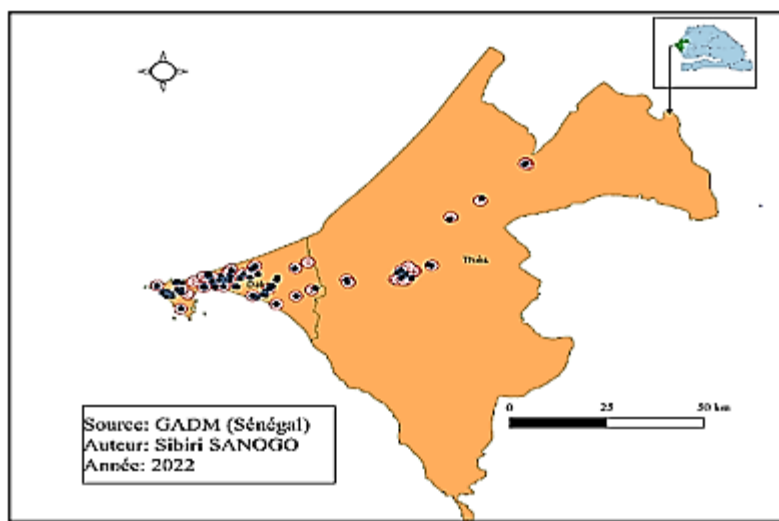 Thiès
0 25 50 km
Source: GADM (Sénégal)
Auteur: Sibiri SANOGO
Année: 2022